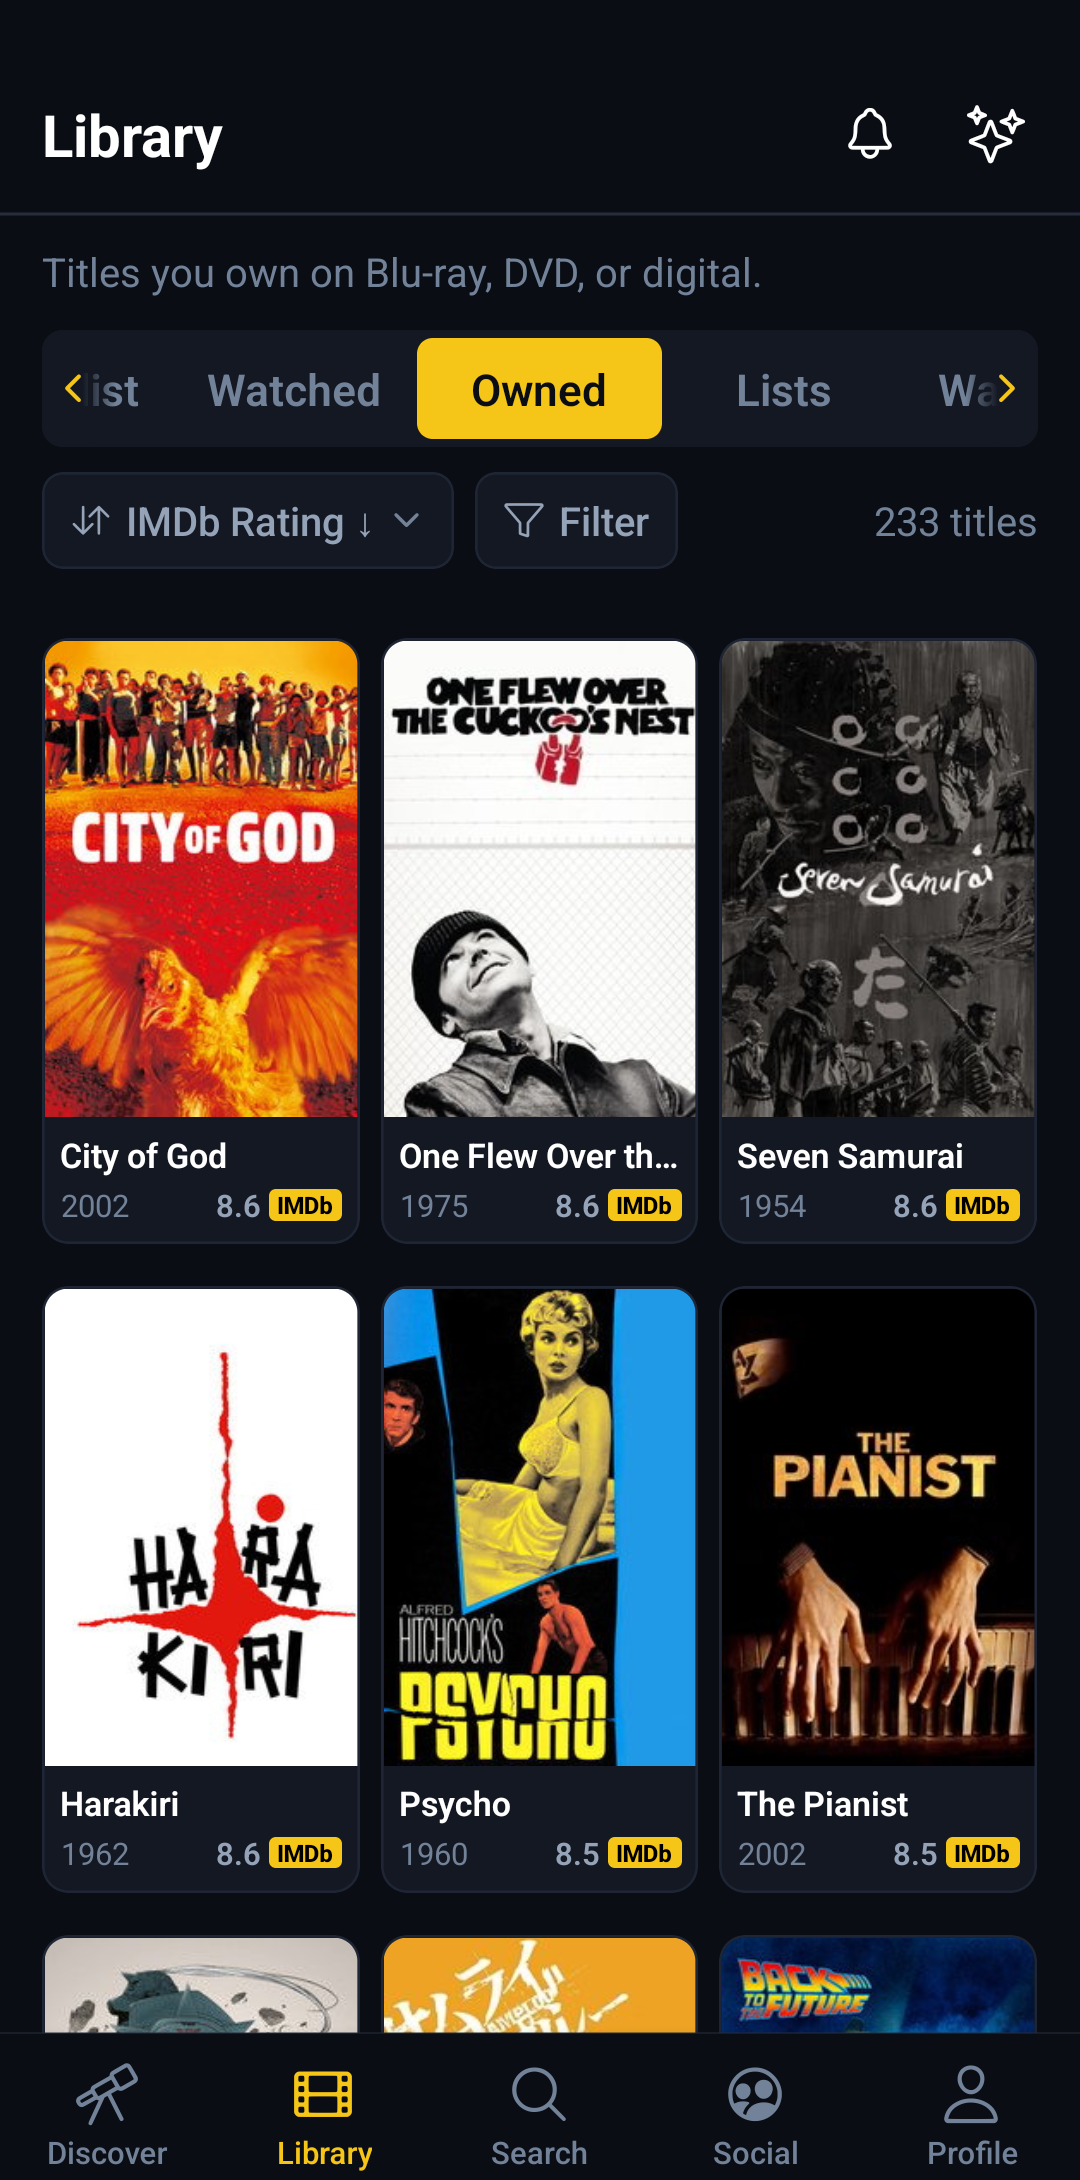 Library
Titles you own on Blu-ray, DVD, or digital.
ist Watched Owned Lists Wa
IMDb Rating ↓ Filter 233 titles
CITY OF GOD
ONE FLEW OVER
THE CUCKOO'S NEST
Seven Samurai
た
City of God
2002 8.6 IMDb
One Flew Over th...
1975 8.6 IMDb
Seven Samurai
1954 8.6 IMDb
HARA
KIRI
ALFRED
HITCHCOCK'S
PSYCHO
THE
PIANIST
Harakiri
1962 8.6 IMDb
Psycho
1960 8.5 IMDb
The Pianist
2002 8.5 IMDb
BACK
TO THE FUTURE
Discover Library Search Social Profile